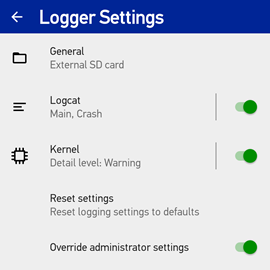 Logger Settings
General
External SD card
Logcat
Main, Crash
Kernel
Detail level: Warning
Reset settings
Reset logging settings to defaults
Override administrator settings